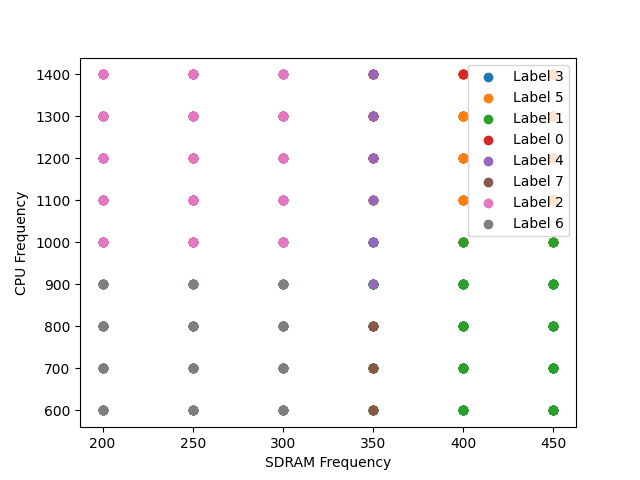 1400
1300
1200
1100
1000
900
800
700
600
CPU Frequency
200 250 300 350 400 450
SDRAM Frequency
Label 3
Label 5
Label 1
Label 0
Label 4
Label 7
Label 2
Label 6